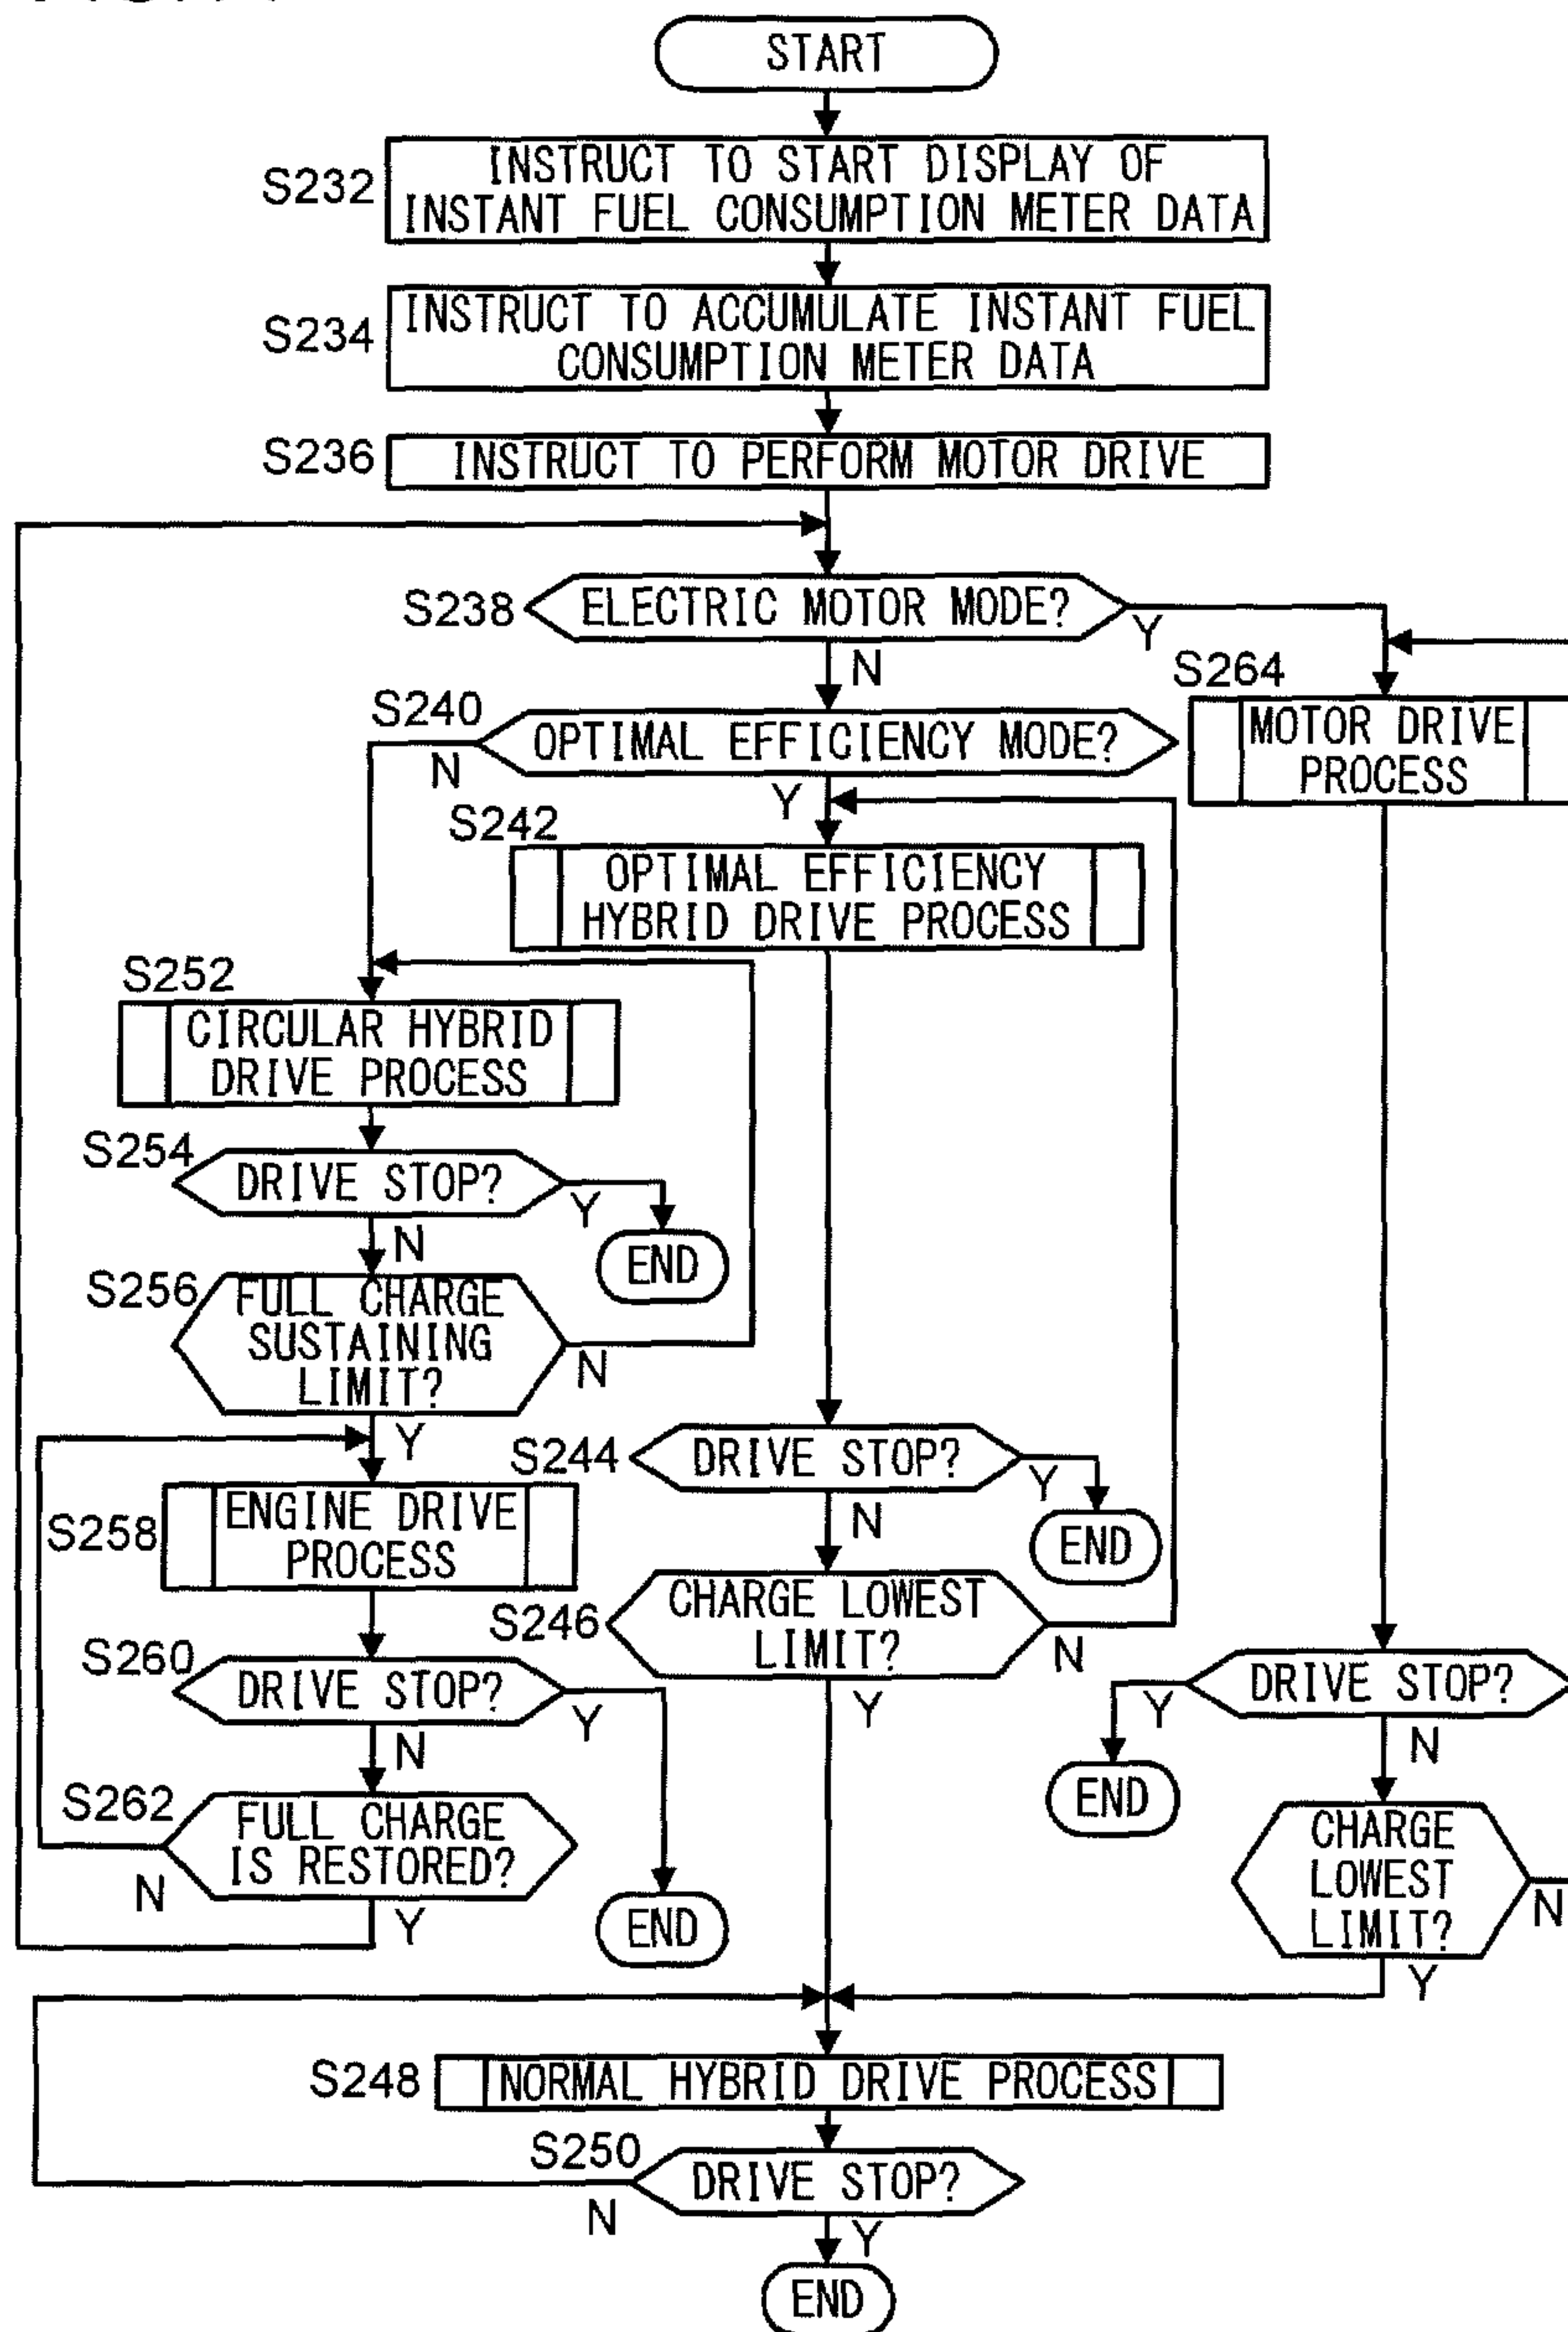 START
S232
INSTRUCT TO START DISPLAY OF
INSTANT FUEL CONSUMPTION METER DATA
S234
INSTRUCT TO ACCUMULATE INSTANT FUEL
CONSUMPTION METER DATA
S236
INSTRUCT TO PERFORM MOTOR DRIVE
S238
ELECTRIC MOTOR MODE?
Y
N
S264
MOTOR DRIVE
PROCESS
S240
OPTIMAL EFFICIENCY MODE?
N
Y
S242
OPTIMAL EFFICIENCY
HYBRID DRIVE PROCESS
S252
CIRCULAR HYBRID
DRIVE PROCESS
S254
DRIVE STOP?
Y
N
END
S256
FULL CHARGE
SUSTAINING
LIMIT?
N
Y
S244
DRIVE STOP?
Y
N
END
S258
ENGINE DRIVE
PROCESS
S246
CHARGE LOWEST
LIMIT?
N
Y
S260
DRIVE STOP?
Y
N
DRIVE STOP?
Y
N
END
S262
FULL CHARGE
IS RESTORED?
N
Y
END
CHARGE
LOWEST
LIMIT?
N
Y
S248
NORMAL HYBRID DRIVE PROCESS
S250
DRIVE STOP?
N
Y
END